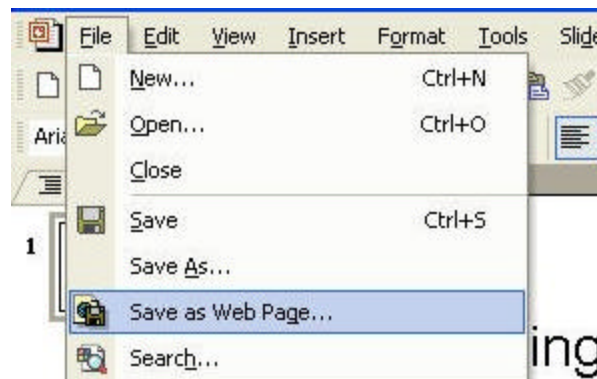 File Edit View Insert Format Tools Slide
New... Ctrl+N
Aria Open... Ctrl+O
Close
Save Ctrl+S
1
Save As...
Save as Web Page...
Search...
ing